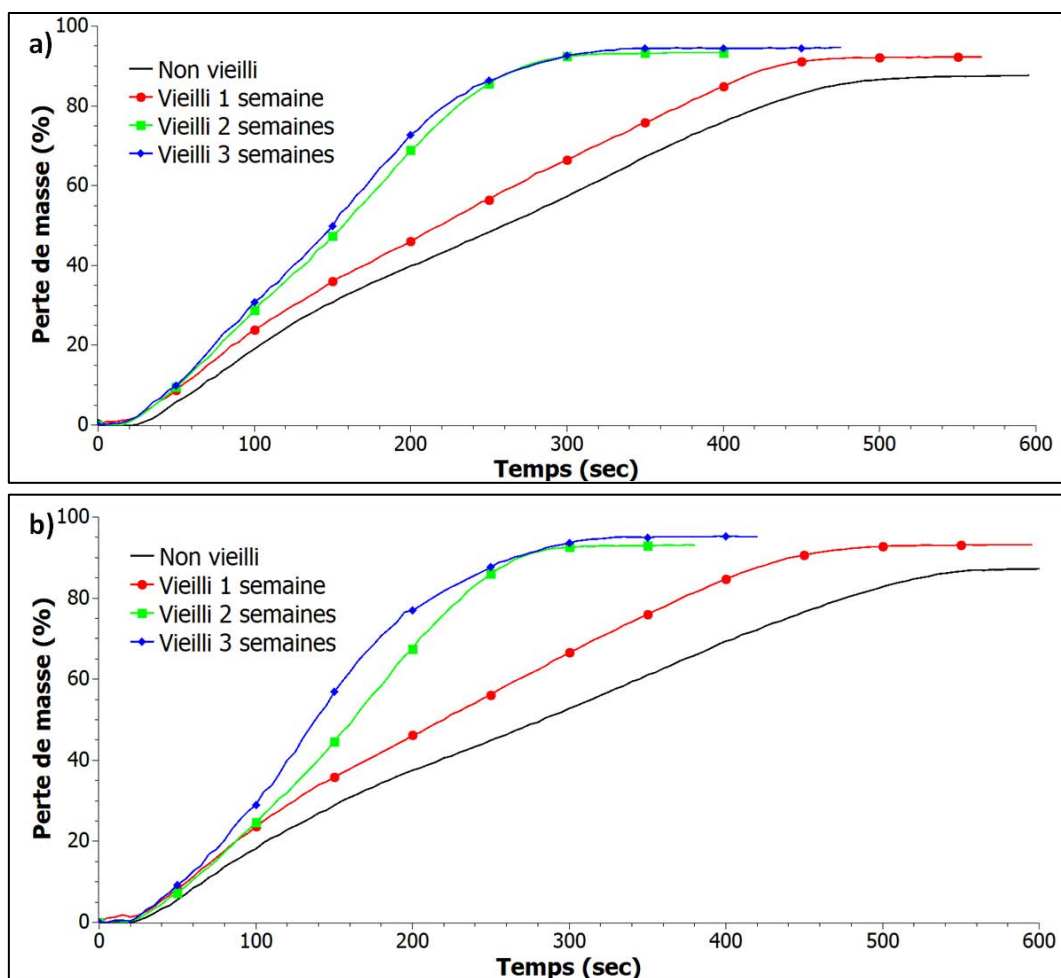 a)
Perte de masse (%)
100
80
60
40
20
0
Non vieilli
Vieilli 1 semaine
Vieilli 2 semaines
Vieilli 3 semaines
0 100 200 300 400 500 600
Temps (sec)
b)
Perte de masse (%)
100
80
60
40
20
0
Non vieilli
Vieilli 1 semaine
Vieilli 2 semaines
Vieilli 3 semaines
0 100 200 300 400 500 600
Temps (sec)